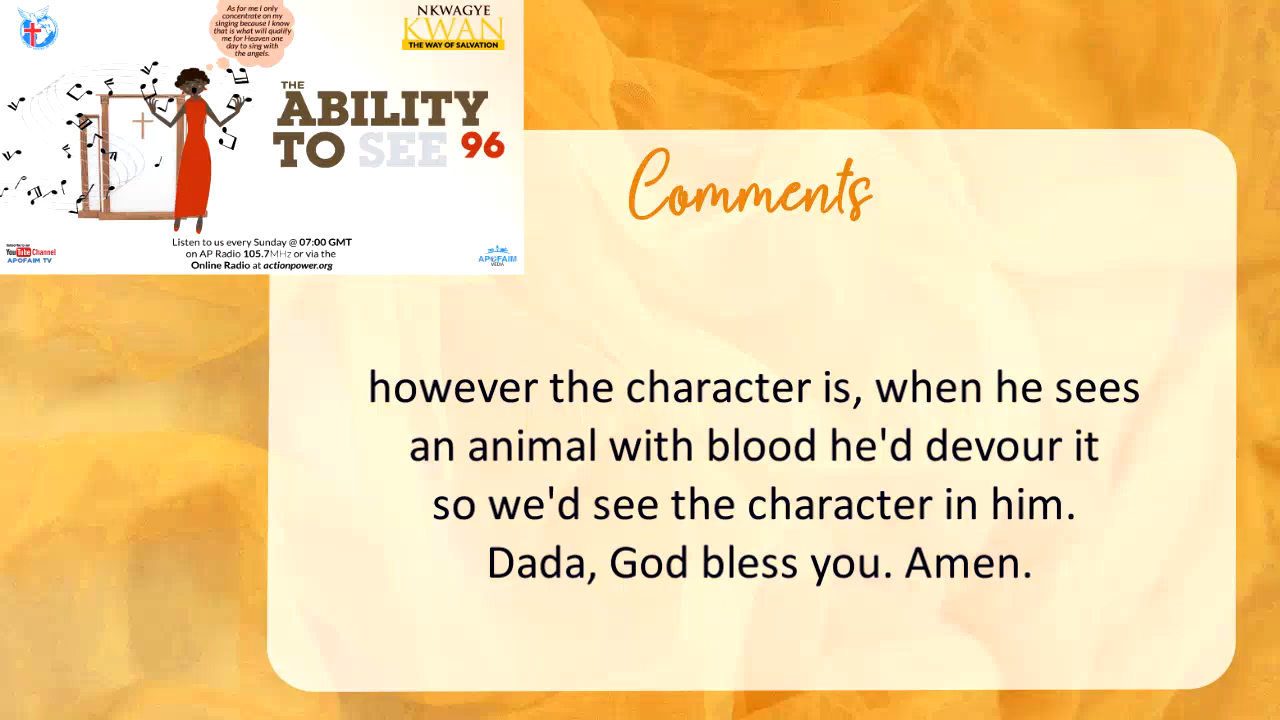 As for me I only
concentrate on my
singing because I know
that is what will qualify
me for Heaven one
day to sing with
the angels.
NKWAGYE
KWAN
THE WAY OF SALVATION
THE
ABILITY
TO SEE 96
Listen to us every Sunday @ 07:00 GMT
on AP Radio 105.7MHz or via the
Online Radio at actionpower.org
YouTube Channel
APOFAIM TV
APOFAIM
MEDIA
Comments
however the character is, when he sees
an animal with blood he'd devour it
so we'd see the character in him.
Dada, God bless you. Amen.